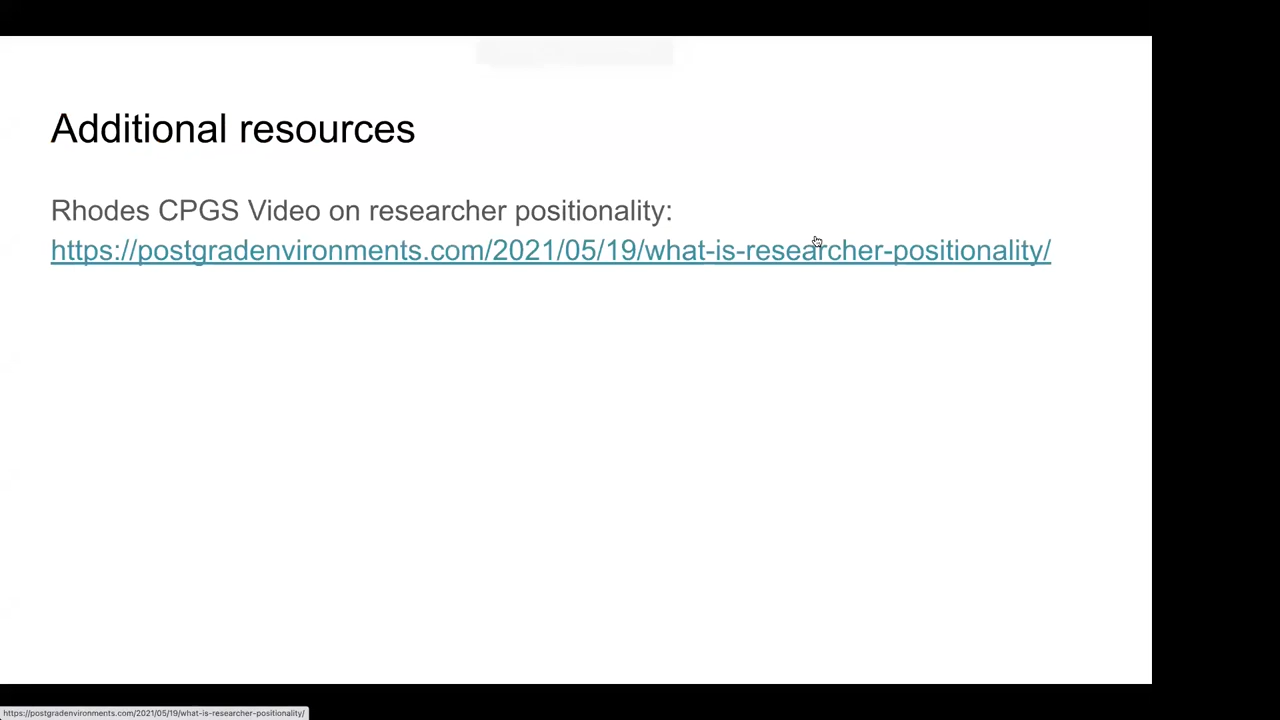 Additional resources
Rhodes CPGS Video on researcher positionality:
https://postgradenvironments.com/2021/05/19/what-is-researcher-positionality/
https://postgradenvironments.com/2021/05/19/what-is-researcher-positionality/